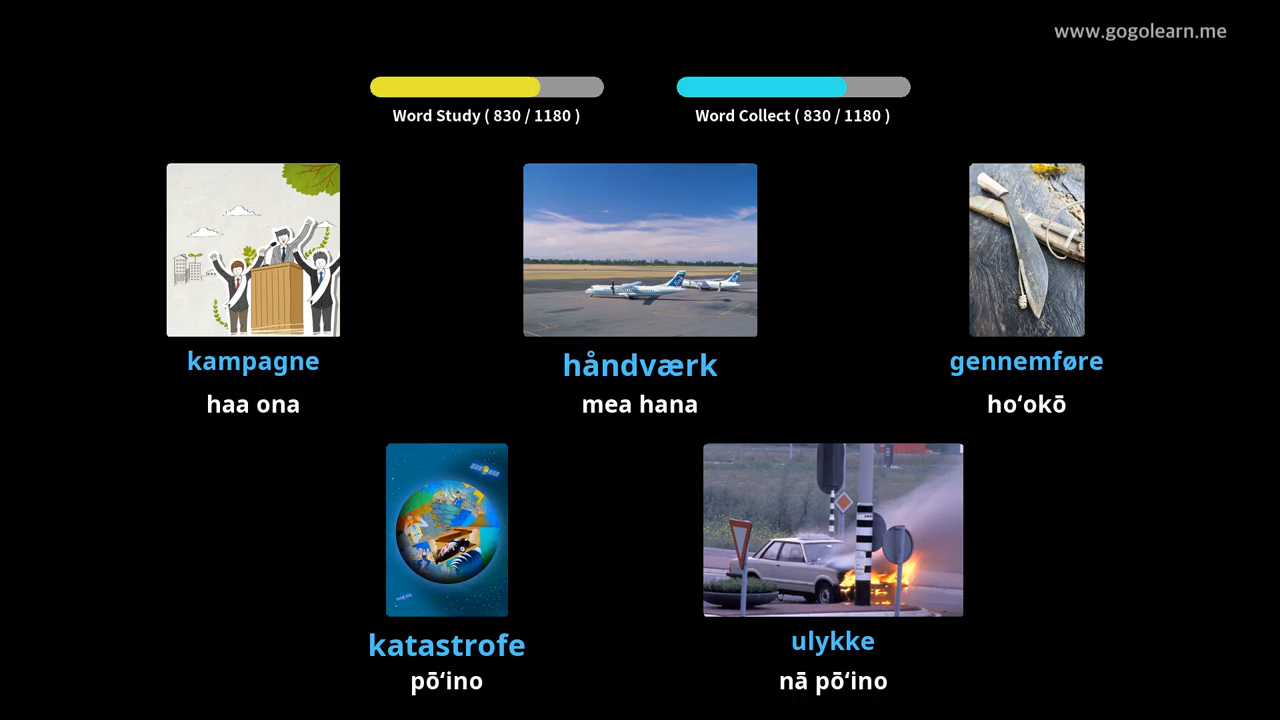 www.gogolearn.me
Word Study ( 830 / 1180 )
Word Collect ( 830 / 1180 )
kampagne
haa ona
håndværk
mea hana
gennemføre
hoʻokō
katastrofe
pōʻino
ulykke
nā pōʻino